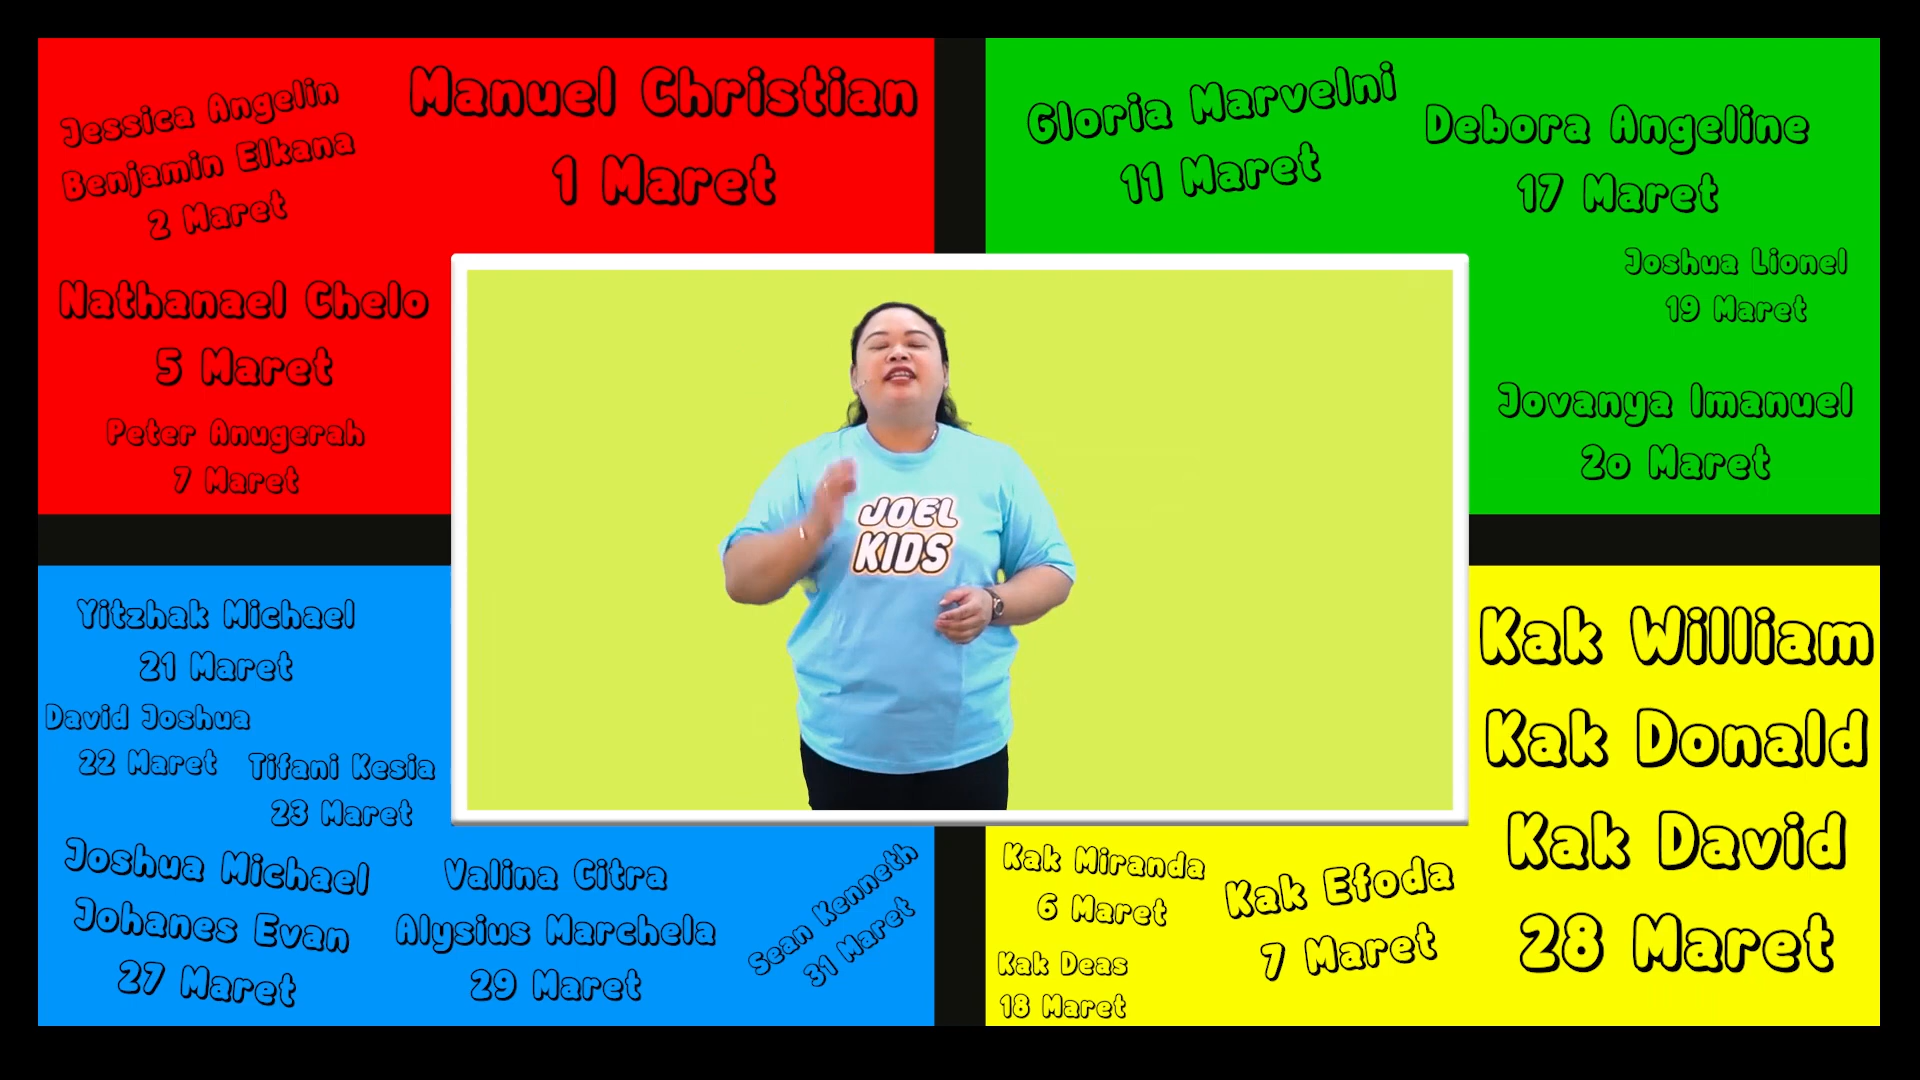 Jessica Angelin
Benjamin Elkana
2 Maret
Manuel Christian
1 Maret
Nathanael Chelo
5 Maret
Peter Anugerah
7 Maret
Gloria Marvelni
11 Maret
Debora Angeline
17 Maret
Joshua Lionel
19 Maret
Jovanya Imanuel
20 Maret
JOEL
KIDS
Yitzhak Michael
21 Maret
David Joshua
22 Maret
Tifani Kesia
23 Maret
Joshua Michael
Johanes Evan
27 Maret
Valina Citra
Alysius Marchela
29 Maret
Sean Kenneth
31 Maret
Kak Miranda
6 Maret
Kak Deas
18 Maret
Kak Efoda
7 Maret
Kak William
Kak Donald
Kak David
28 Maret